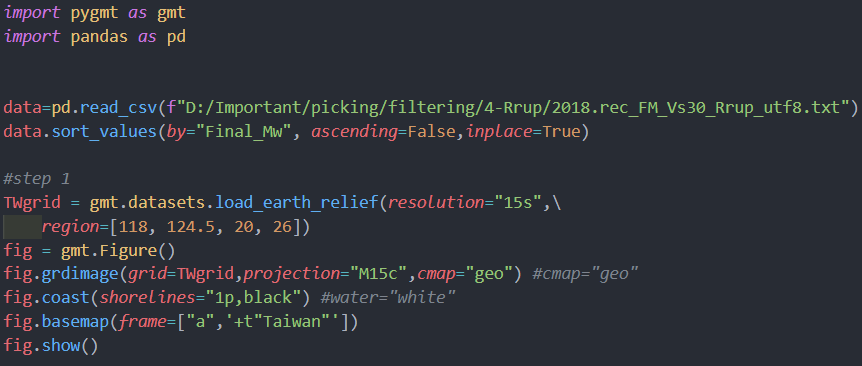 import pygmt as gmt
import pandas as pd
data=pd.read_csv(f"D:/Important/picking/filtering/4-Rrup/2018.rec_FM_Vs30_Rrup_utf8.txt")
data.sort_values(by="Final_Mw", ascending=False,inplace=True)
#step 1
TWgrid = gmt.datasets.load_earth_relief(resolution="15s",\
    region=[118, 124.5, 20, 26])
fig = gmt.Figure()
fig.grdimage(grid=TWgrid,projection="M15c",cmap="geo") #cmap="geo"
fig.coast(shorelines="1p,black") #water="white"
fig.basemap(frame=["a",'+t"Taiwan"'])
fig.show()